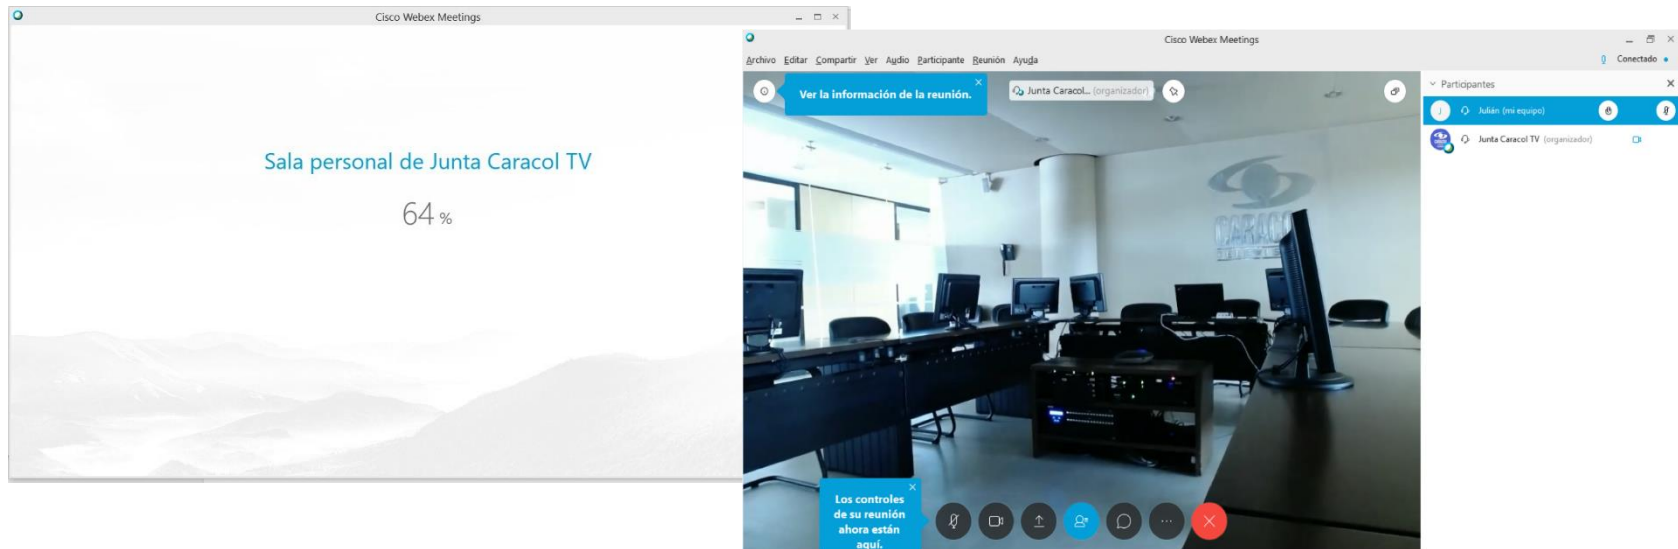 Cisco Webex Meetings
Sala personal de Junta Caracol TV
64 %
Cisco Webex Meetings
Archivo Editar Compartir Ver Audio Participante Reunión Ayuda
Conectado
Ver la información de la reunión.
Junta Caracol... (organizador)
Participantes
J Julián (mi equipo)
Junta Caracol TV (organizador)
CARACOL
Los controles
de su reunión
ahora están
aquí.